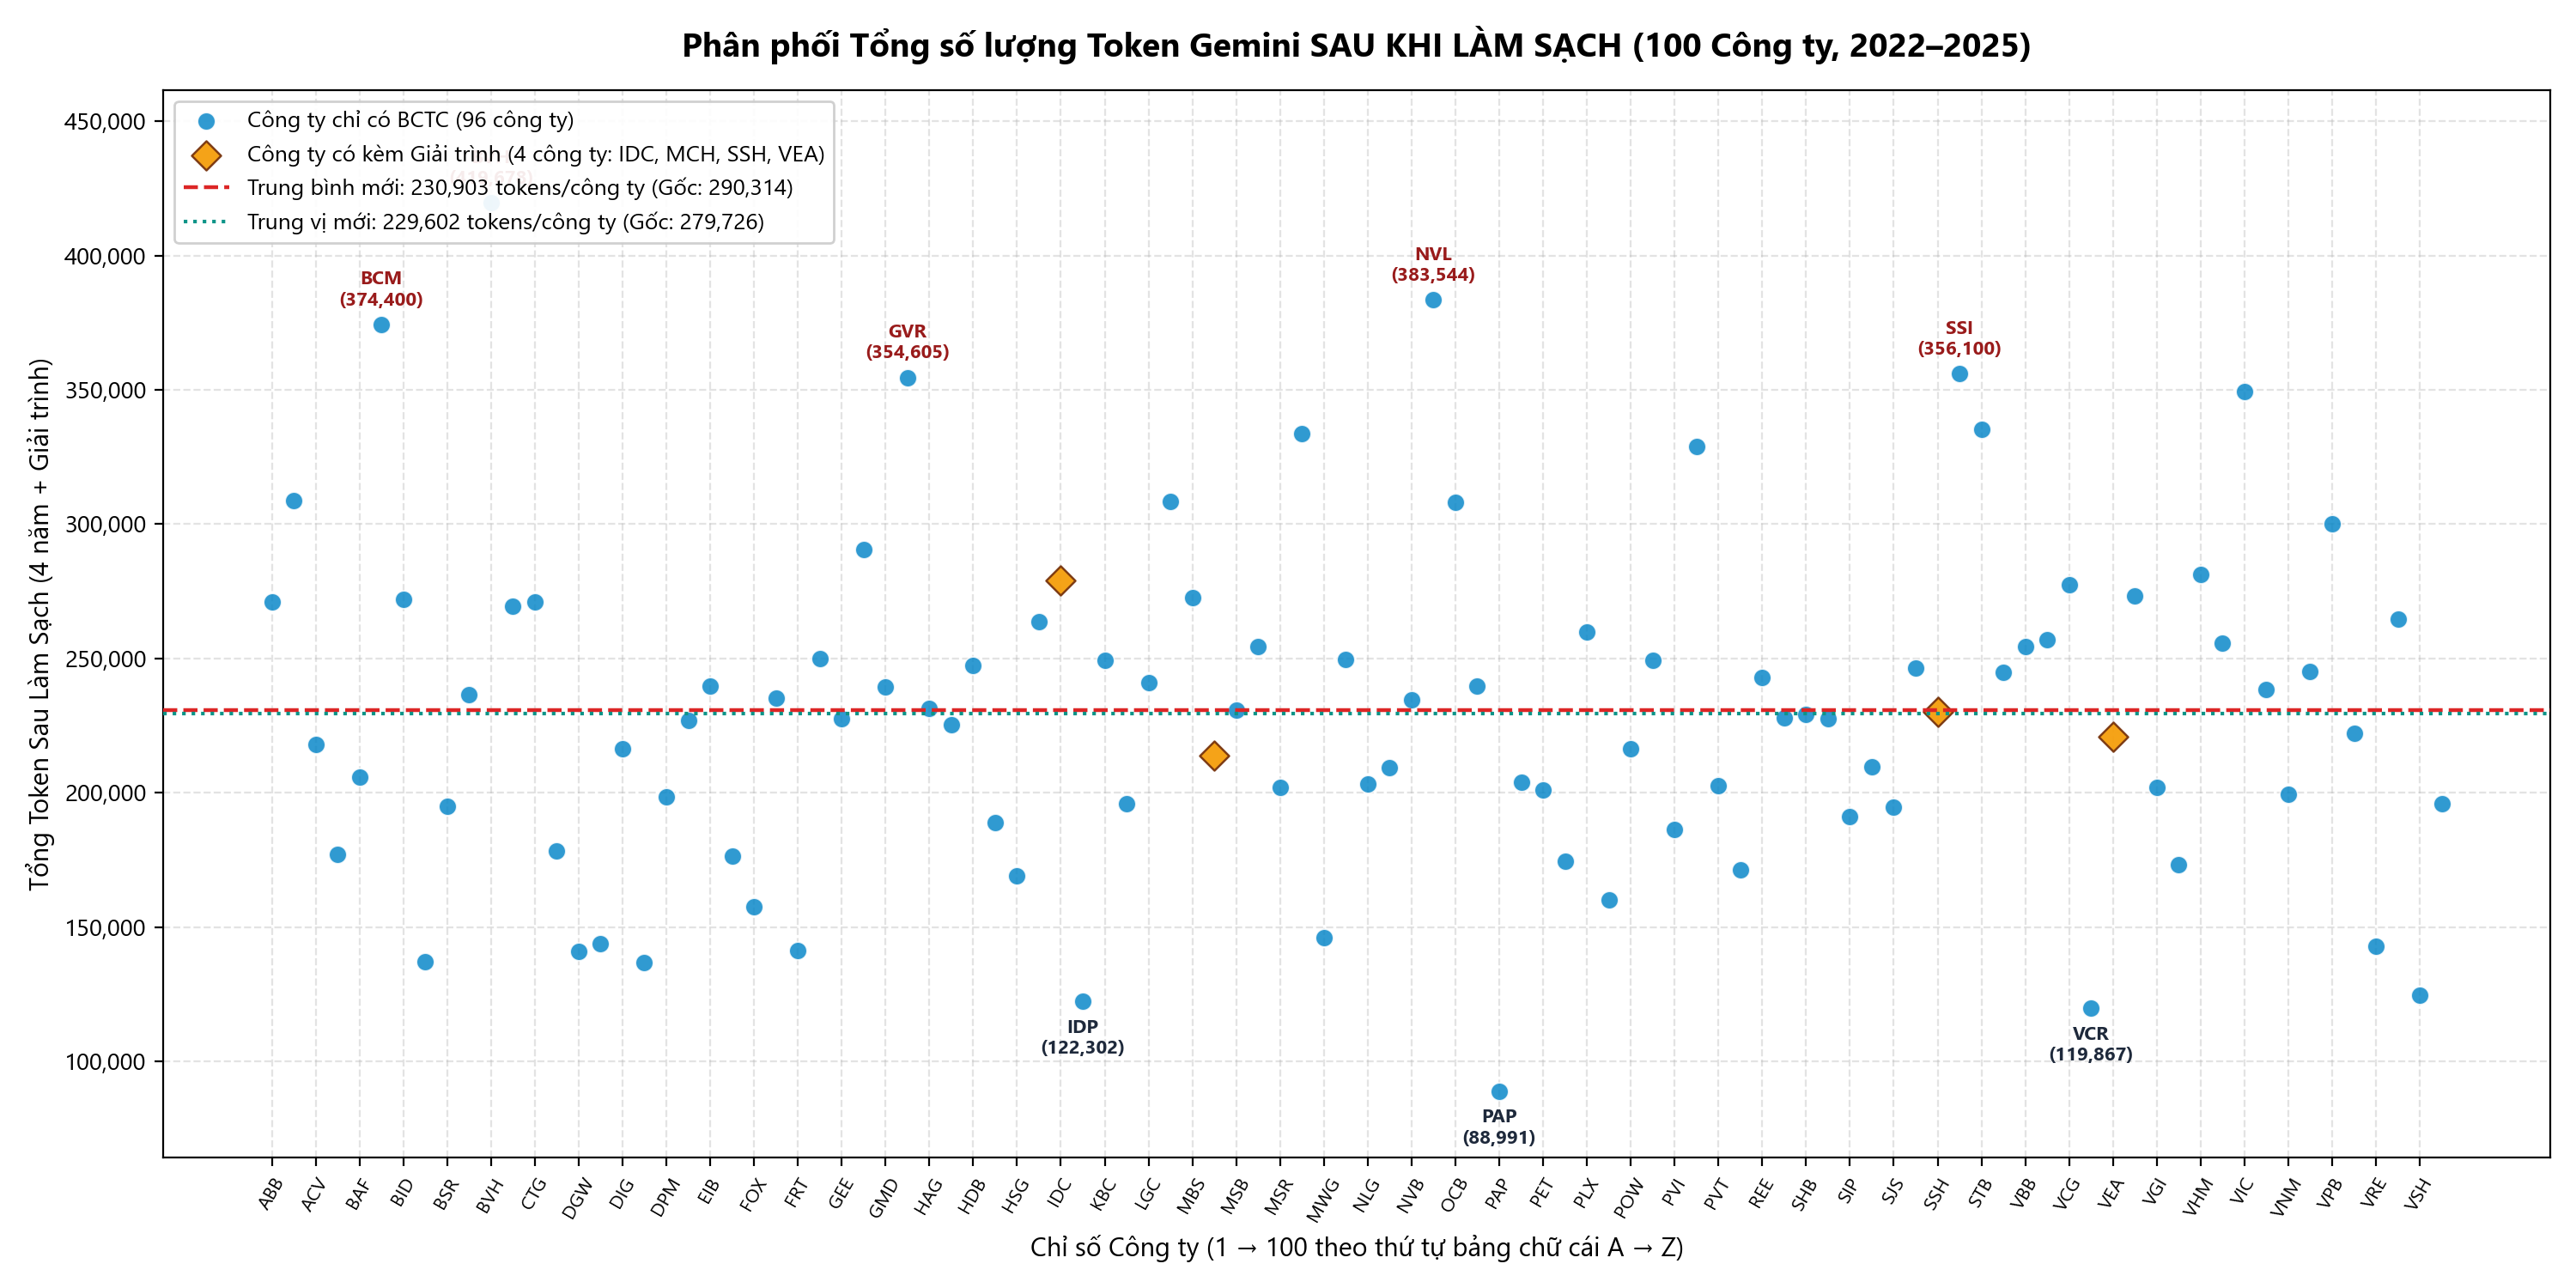 Phân phối Tổng số lượng Token Gemini SAU KHI LÀM SẠCH (100 Công ty, 2022–2025)
Công ty chỉ có BCTC (96 công ty)
Công ty có kèm Giải trình (4 công ty: IDC, MCH, SSH, VEA)
Trung bình mới: 230,903 tokens/công ty (Gốc: 290,314)
Trung vị mới: 229,602 tokens/công ty (Gốc: 279,726)
Tổng Token Sau Làm Sạch (4 năm + Giải trình)
450,000
400,000
350,000
300,000
250,000
200,000
150,000
100,000
BCM
(374,400)
GVR
(354,605)
NVL
(383,544)
SSI
(356,100)
IDP
(122,302)
PAP
(88,991)
VCR
(119,867)
ABB
ACV
BAF
BID
BSR
BVH
CTG
DGW
DIG
DPM
EIB
FOX
FRT
GEE
GMD
HAG
HDB
HSG
IDC
KBC
LGC
MBS
MSB
MSR
MWG
NLG
NVB
OCB
PAP
PET
PLX
POW
PVI
PVT
REE
SHB
SIP
SJS
SSH
STB
VBB
VCG
VEA
VGI
VHM
VIC
VNM
VPB
VRE
VSH
Chỉ số Công ty (1 → 100 theo thứ tự bảng chữ cái A → Z)